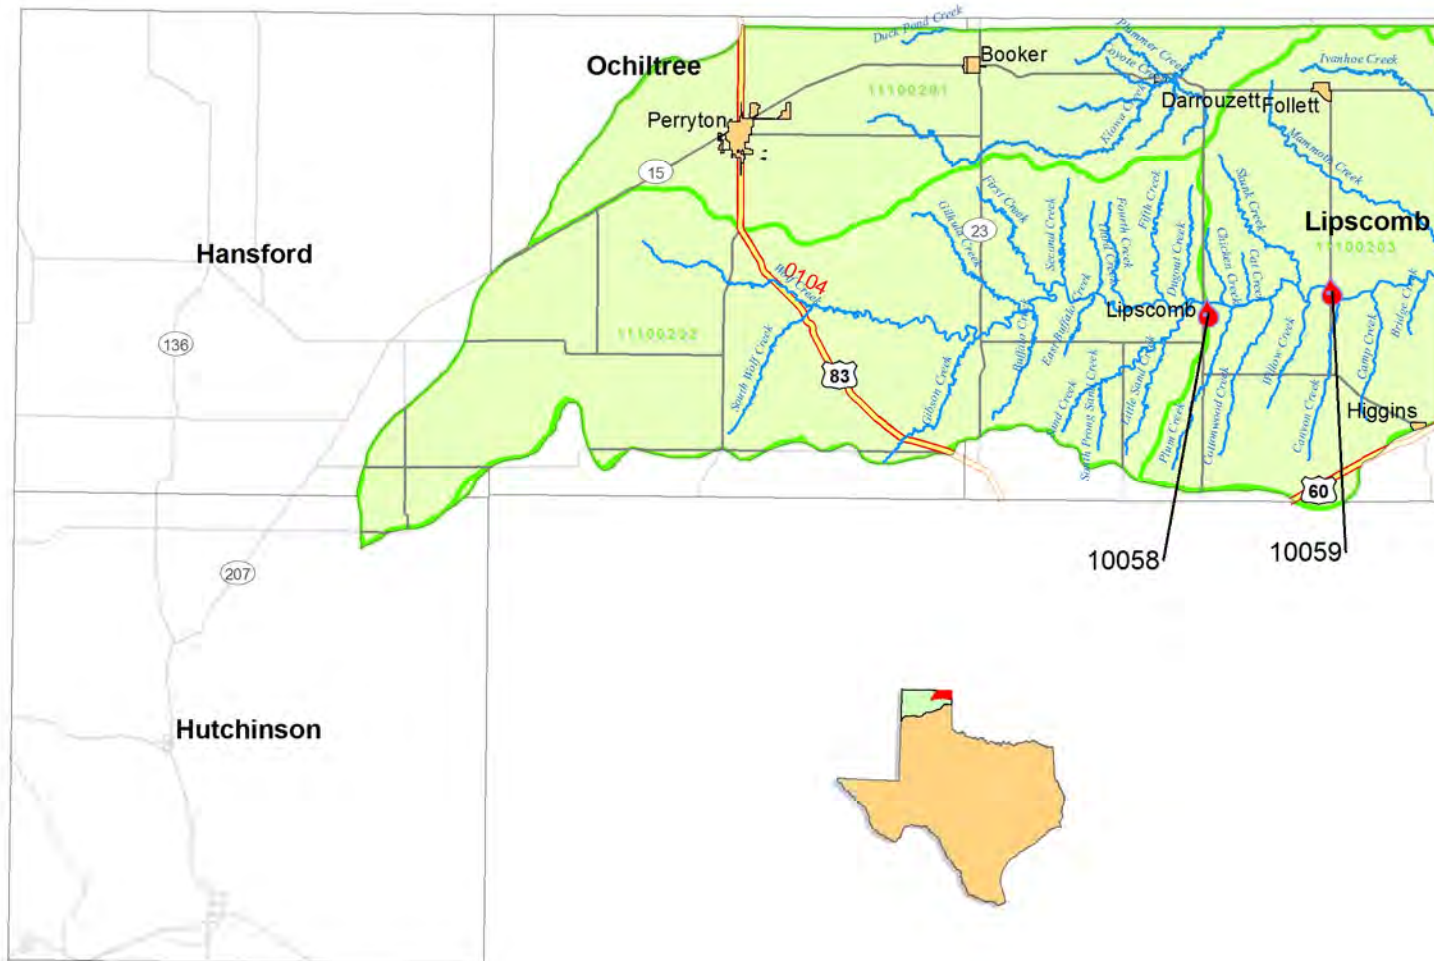 Duck Pond Creek
Plummer Creek
Ochiltree
Booker
Coyote Creek
Ivanhoe Creek
11100201
Darrouzett
Follett
Perryton
Kiowa Creek
Mammoth Creek
15
First Creek
Fifth Creek
Skunk Creek
Gilkula Creek
Second Creek
Fourth Creek
Third Creek
Lipscomb
23
11100203
Hansford
Dugout Creek
Chicken Creek
Cat Creek
0104
Wolf Creek
Bridge Creek
Lipscomb
11100202
136
Buffalo Creek
East Buffalo Creek
Willow Creek
Camp Creek
South Wolf Creek
83
Gibson Creek
Sand Creek
South Prong Sand Creek
Little Sand Creek
Plum Creek
Cottonwood Creek
Canyon Creek
Higgins
60
10058
10059
207
Hutchinson